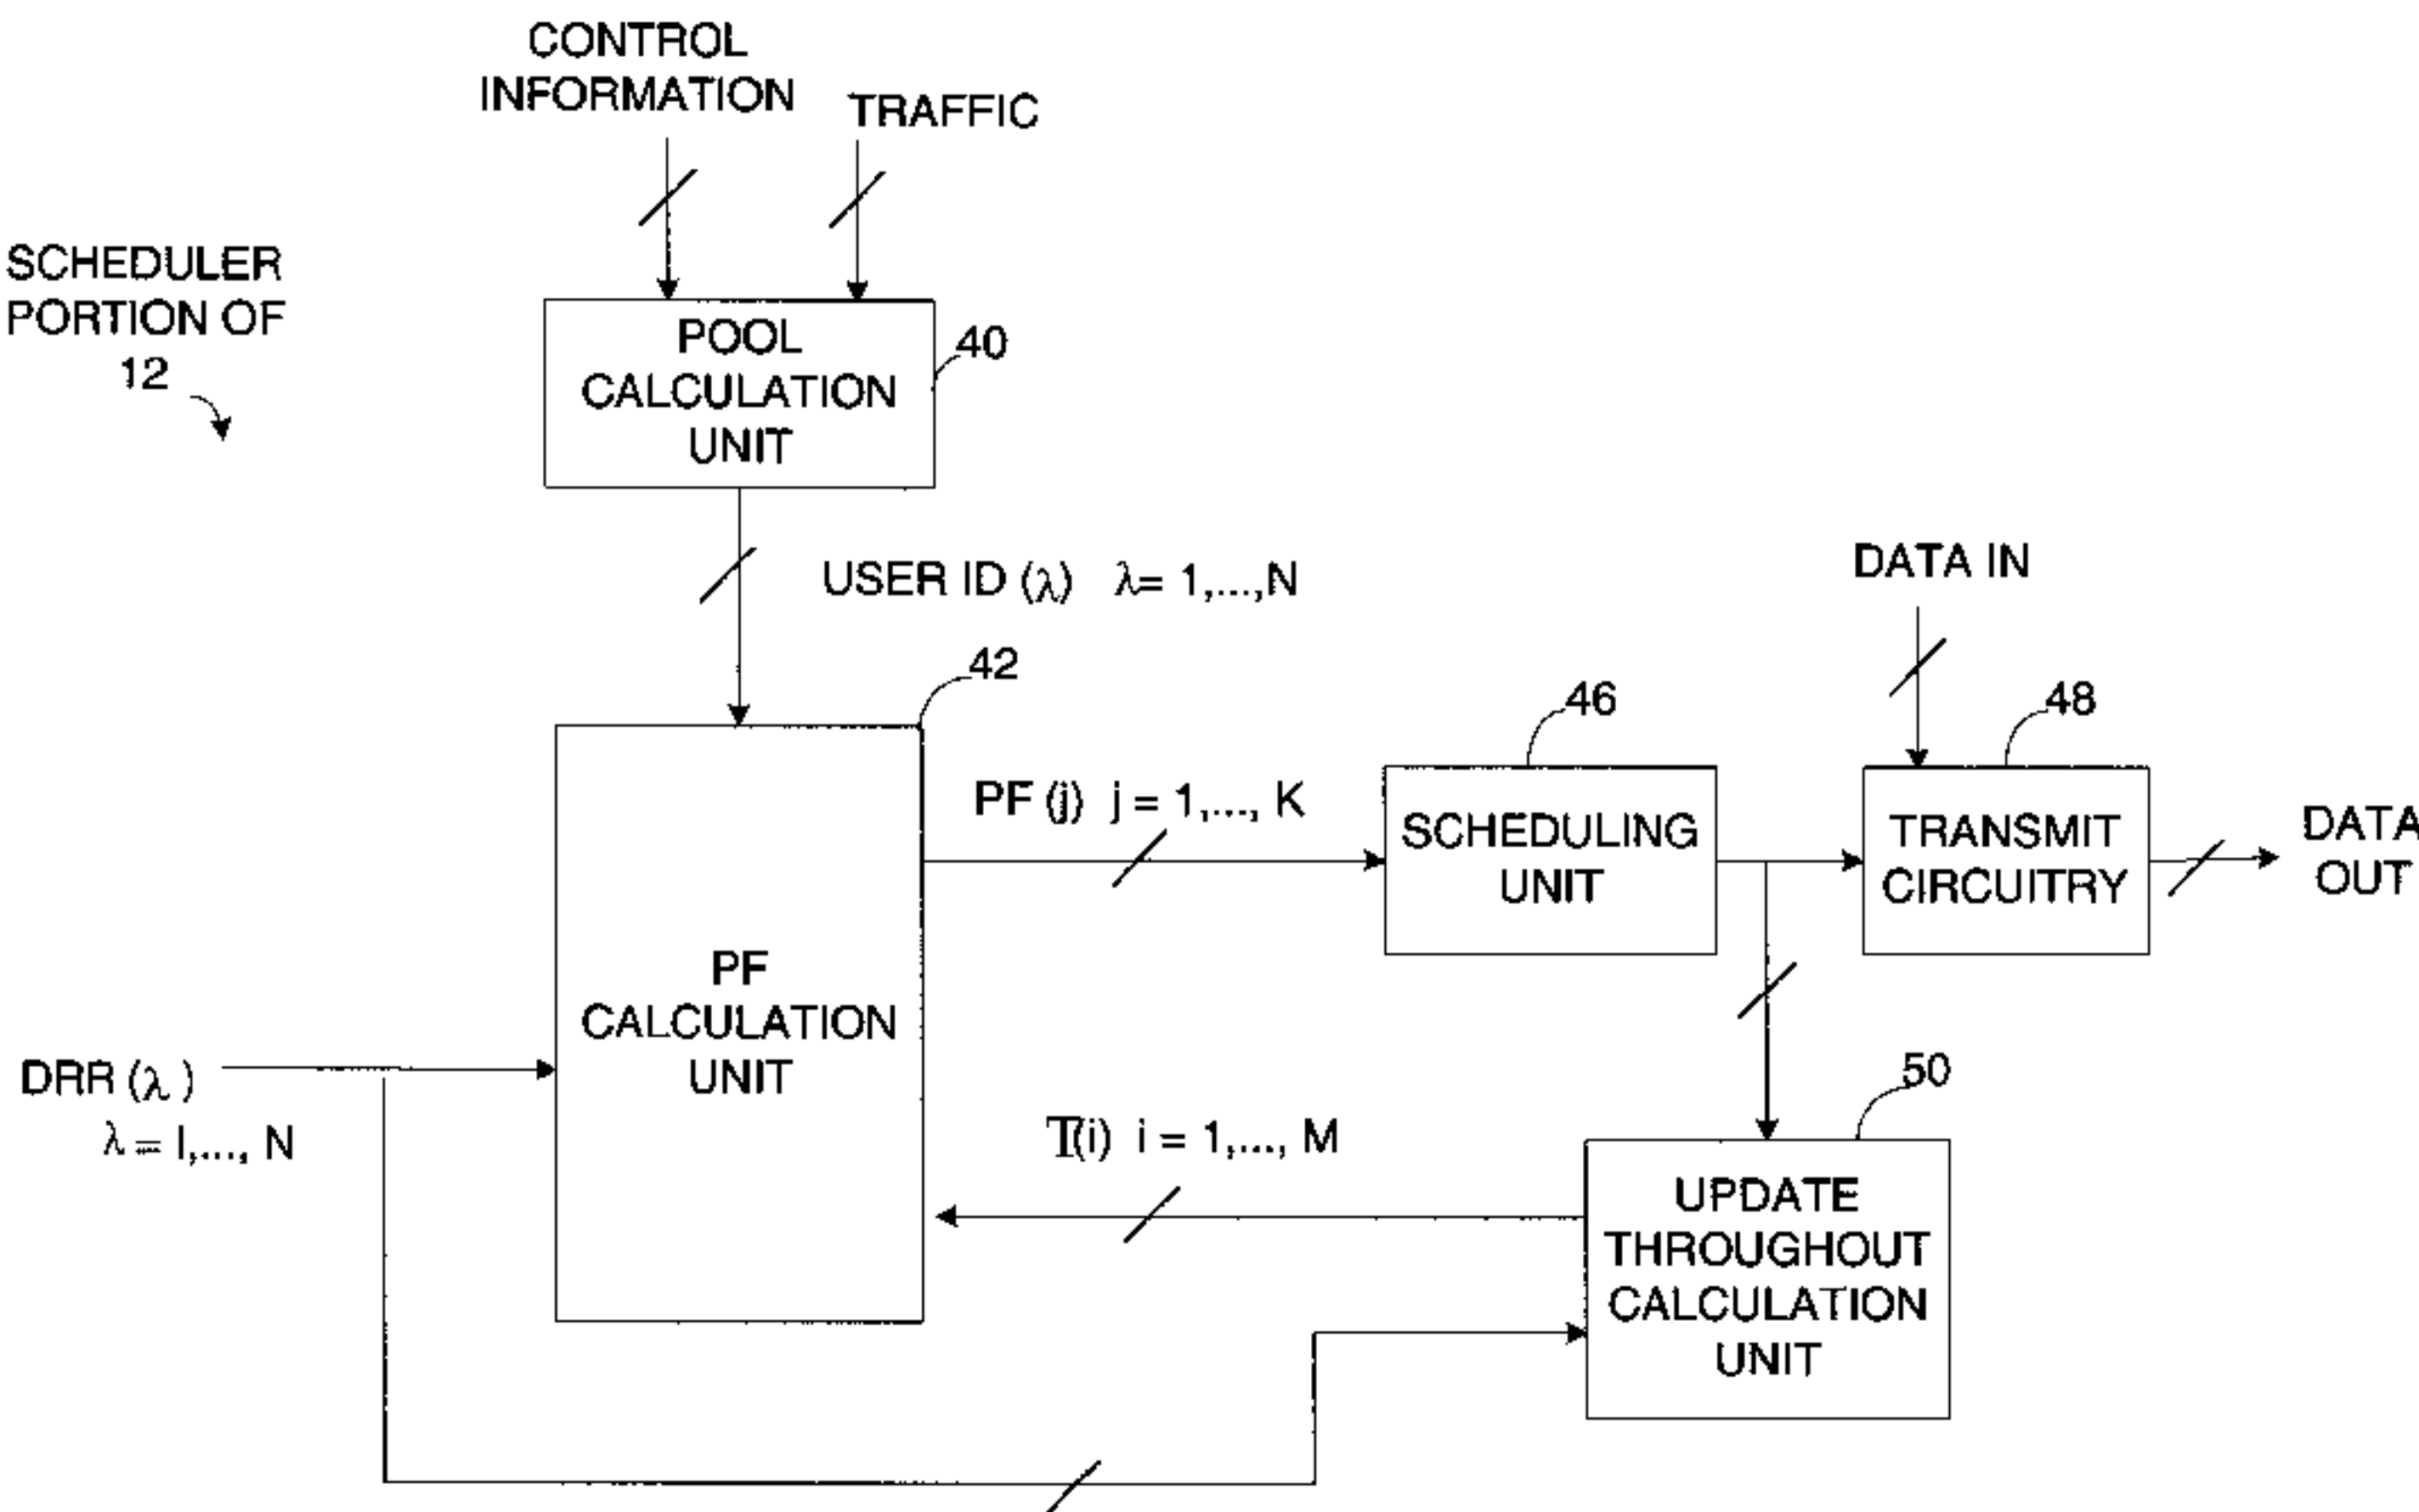 CONTROL
INFORMATION
TRAFFIC
SCHEDULER
PORTION OF
12
POOL
CALCULATION
UNIT
40
USER ID (λ) λ= 1,...,N
DATA IN
42
46
48
PF (j) j = 1,..., K
SCHEDULING
UNIT
TRANSMIT
CIRCUITRY
DATA
OUT
PF
CALCULATION
UNIT
DRR (λ )
λ = I,..., N
T(i) i = 1,..., M
50
UPDATE
THROUGHOUT
CALCULATION
UNIT